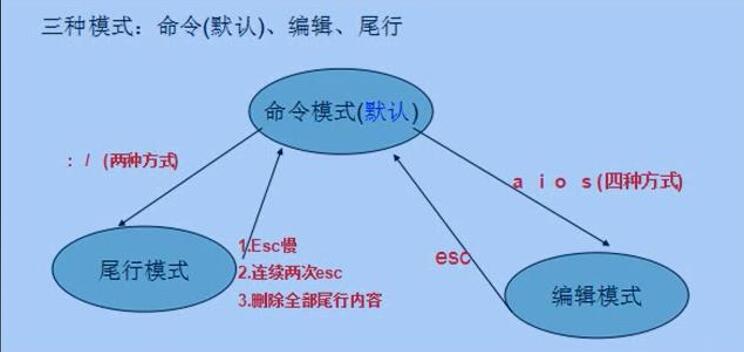 三种模式：命令(默认)、编辑、尾行
命令模式(默认)
: / (两种方式)
a i o s(四种方式)
尾行模式
1.Esc慢
2.连续两次esc
3.删除全部尾行内容
esc
编辑模式